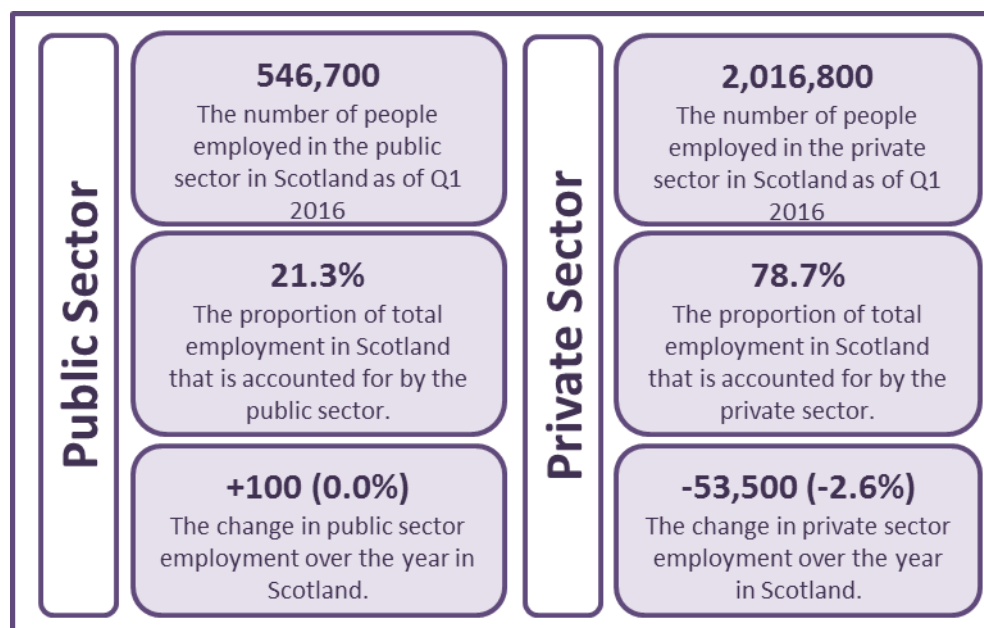 Public Sector
546,700
The number of people
employed in the public
sector in Scotland as of Q1
2016
21.3%
The proportion of total
employment in Scotland
that is accounted for by the
public sector.
+100 (0.0%)
The change in public sector
employment over the year in
Scotland.
Private Sector
2,016,800
The number of people
employed in the private
sector in Scotland as of Q1
2016
78.7%
The proportion of total
employment in Scotland
that is accounted for by the
private sector.
-53,500 (-2.6%)
The change in private sector
employment over the year
in Scotland.